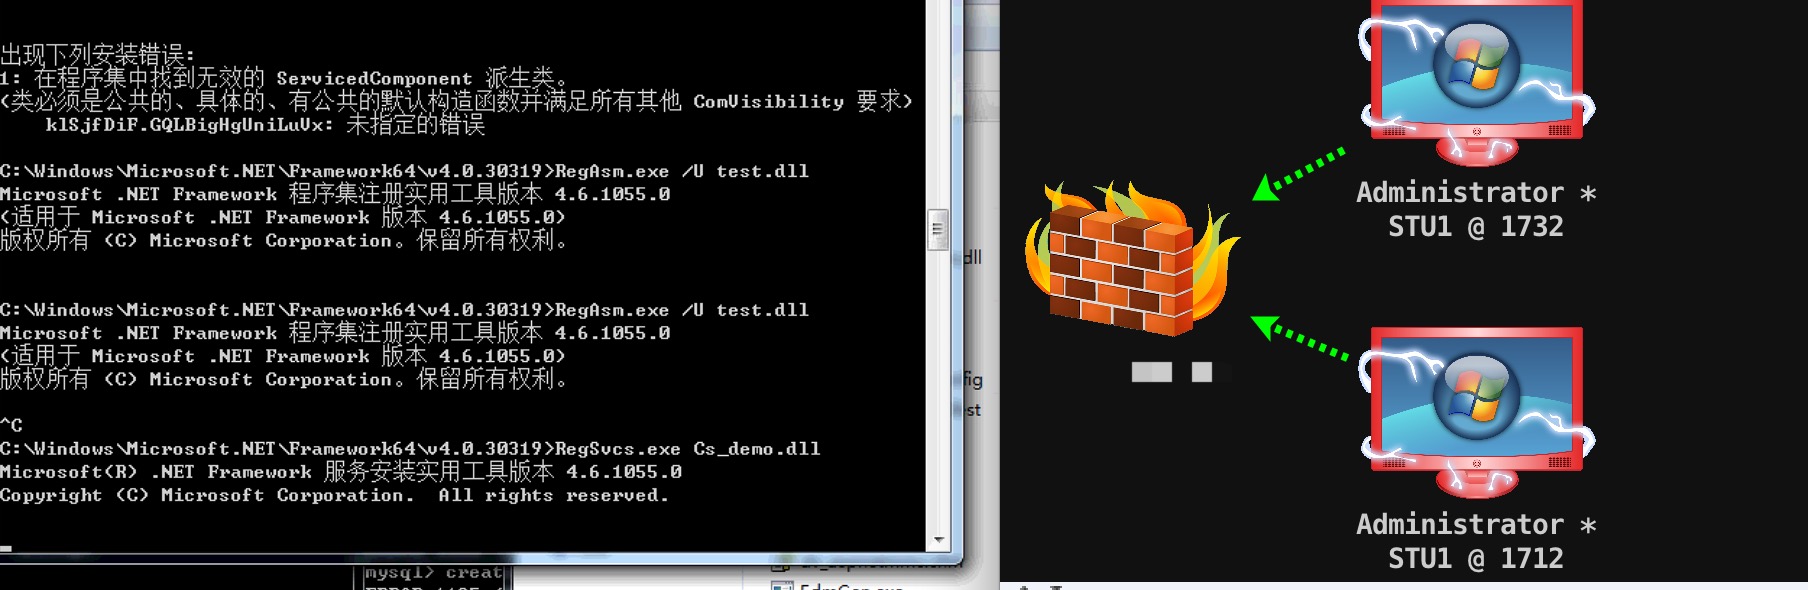 出现下列安装错误:
1: 在程序集中找到无效的 ServicedComponent 派生类。
(类必须是公共的、具体的、有公共的默认构造函数并满足所有其他 ComVisibility 要求)
klSjfDiF.GQLBigHgUniLuVx: 未指定的错误
C:\Windows\Microsoft.NET\Framework64\v4.0.30319>RegAsm.exe /U test.dll
Microsoft .NET Framework 程序集注册实用工具版本 4.6.1055.0
(适用于 Microsoft .NET Framework 版本 4.6.1055.0)
版权所有 (C) Microsoft Corporation。保留所有权利。
C:\Windows\Microsoft.NET\Framework64\v4.0.30319>RegAsm.exe /U test.dll
Microsoft .NET Framework 程序集注册实用工具版本 4.6.1055.0
(适用于 Microsoft .NET Framework 版本 4.6.1055.0)
版权所有 (C) Microsoft Corporation。保留所有权利。
^C
C:\Windows\Microsoft.NET\Framework64\v4.0.30319>RegSvcs.exe Cs_demo.dll
Microsoft(R) .NET Framework 服务安装实用工具版本 4.6.1055.0
Copyright (C) Microsoft Corporation.  All rights reserved.
mysql> creat
dll
fig
est
Administrator *
STU1 @ 1732
Administrator *
STU1 @ 1712